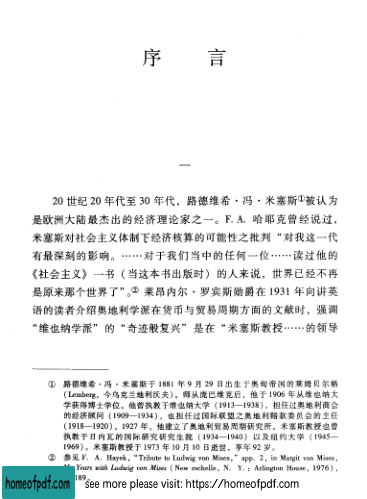 序 言
一
20 世纪 20 年代至 30 年代，路德维希·冯·米塞斯①被认为
是欧洲大陆最杰出的经济理论家之一。F. A. 哈耶克曾经说过，
米塞斯对社会主义体制下经济核算的可能性之批判“对我这一代
有最深刻的影响。……对于我们当中的任何一位……读过他的
《社会主义》一书（当这本书出版时）的人来说，世界已经不再
是原来那个世界了”。② 莱昂内尔·罗宾斯勋爵在 1931 年向讲英
语的读者介绍奥地利学派在货币与贸易周期方面的文献时，强调
“维也纳学派”的“奇迹般复兴”是在“米塞斯教授……的领导
① 路德维希·冯·米塞斯于 1881 年 9 月 29 日出生于奥匈帝国的莱姆贝尔格
(Lemberg，今乌克兰地利沃夫)。师从庞巴维克后，他于 1906 年从维也纳大
学获得博士学位。他曾执教于维也纳大学（1913—1938），担任过奥地利商会
的经济顾问（1909—1934），也担任过国际联盟之奥地利赔款委员会的主任
（1918—1920）。1927 年，他建立了奥地利贸易周期研究所。米塞斯教授也曾
执教于日内瓦的国际研究研究生院（1934—1940）以及纽约大学（1945—
1969）。米塞斯教授于 1973 年 10 月 10 日逝世，享年 92 岁。
② 参见 F. A. Hayek, “Tribute to Ludwig von Mises,” app. 2, in Margit von Mises,
Years with Ludwig von Mises (New rochelle, N. Y.: Arlington House, 1976),
189
homeofpdf.com see more please visit: https://homeofpdf.com